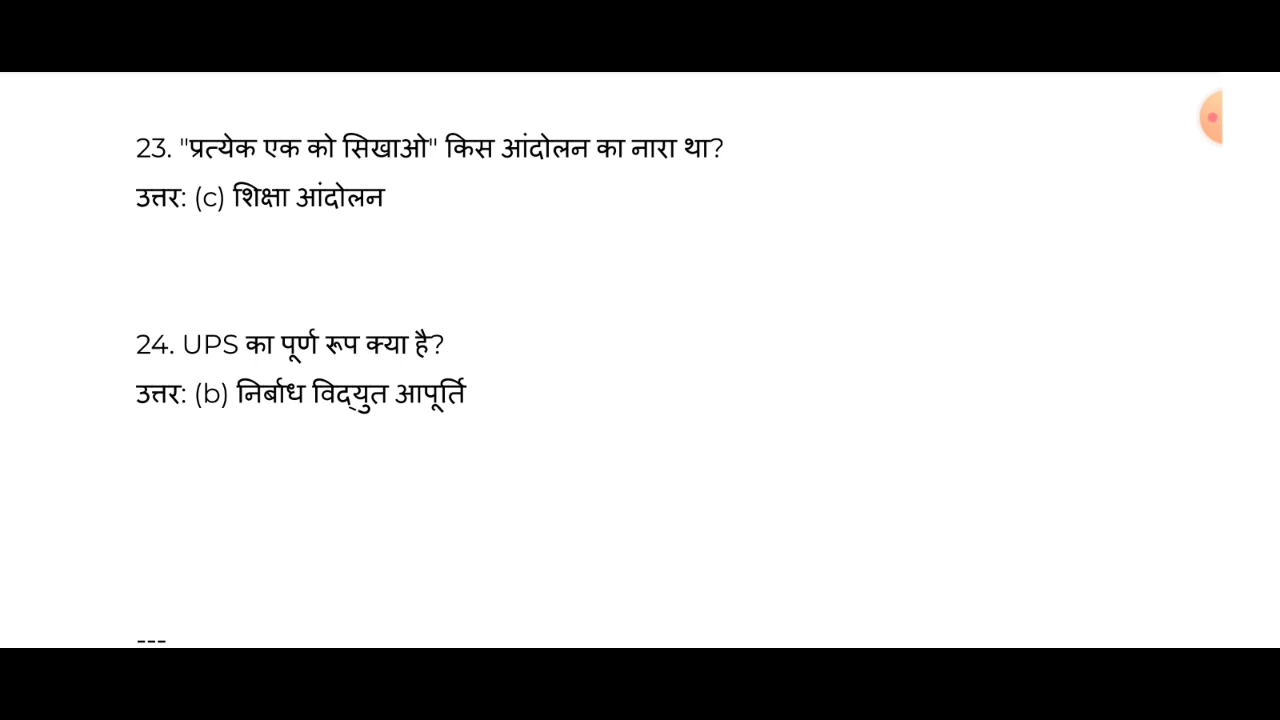 23. "प्रत्येक एक को सिखाओ" किस आंदोलन का नारा था?
उत्तर: (c) शिक्षा आंदोलन
24. UPS का पूर्ण रूप क्या है?
उत्तर: (b) निर्बाध विद्युत आपूर्ति
---